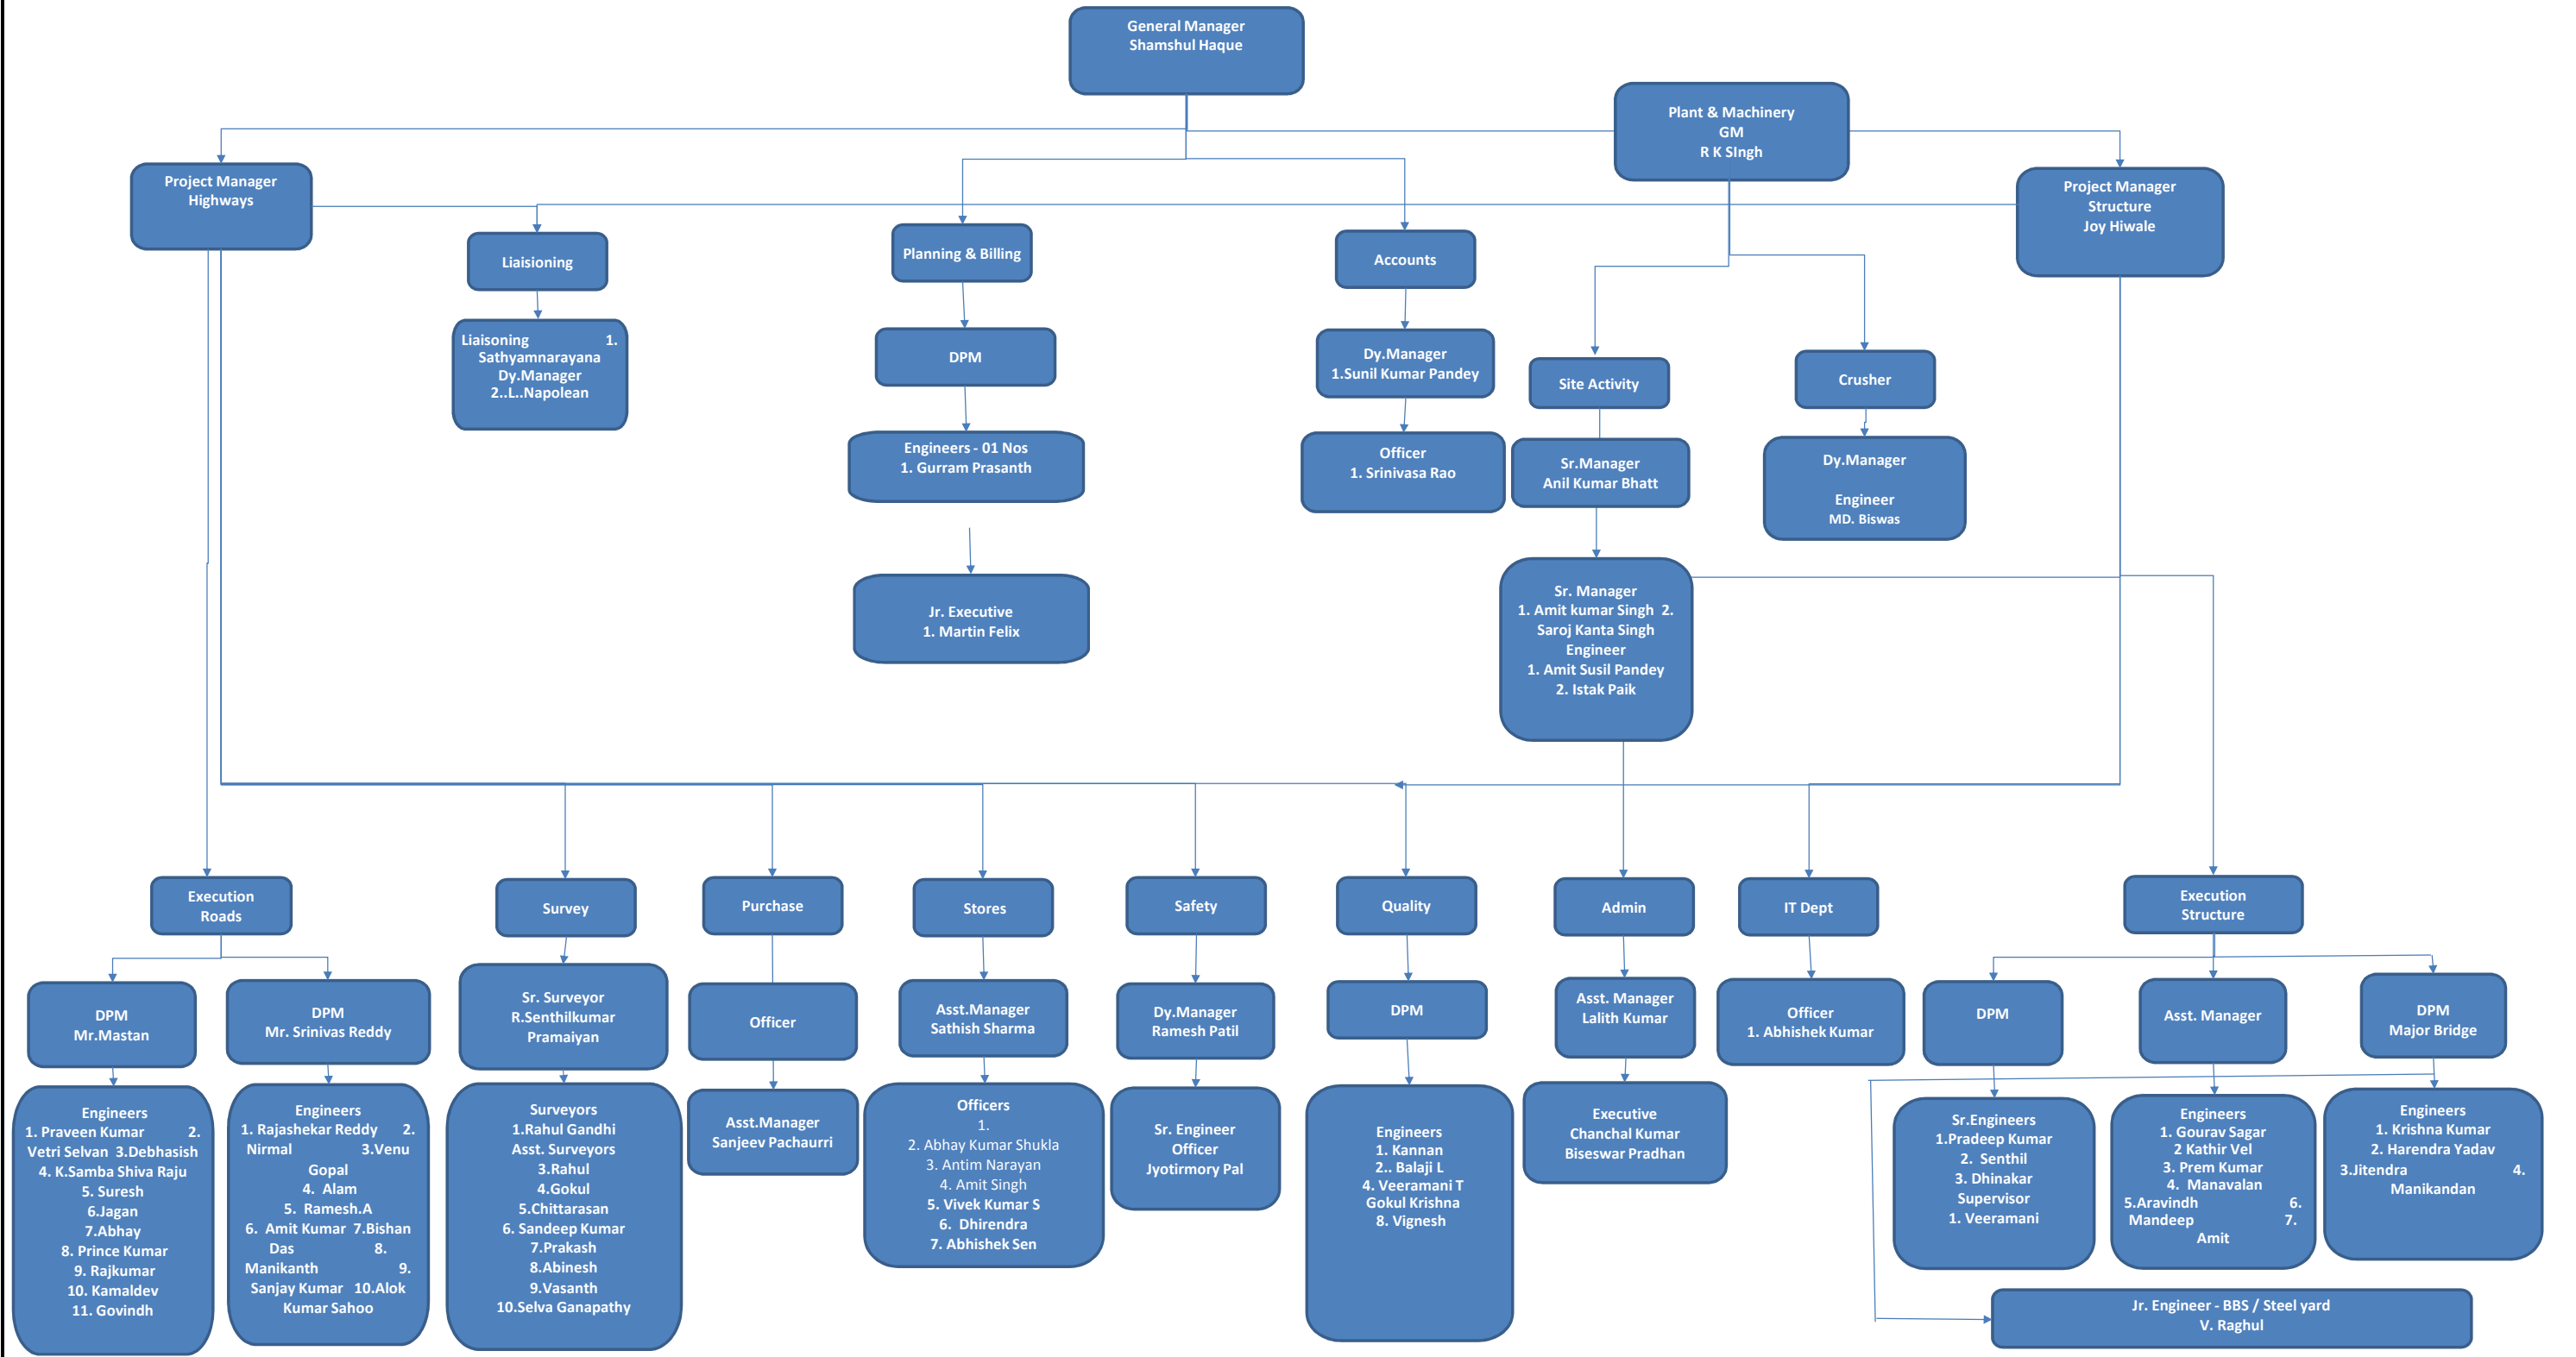 General Manager
Shamshul Haque
Plant & Machinery
GM
R K SIngh
Project Manager
Highways
Project Manager
Structure
Joy Hiwale
Liaisioning
Planning & Billing
Accounts
Liaisoning 1.
Sathyamnarayana
Dy.Manager
2..L..Napolean
DPM
Dy.Manager
1.Sunil Kumar Pandey
Site Activity
Crusher
Engineers - 01 Nos
1. Gurram Prasanth
Officer
1. Srinivasa Rao
Sr.Manager
Anil Kumar Bhatt
Dy.Manager
Engineer
MD. Biswas
Jr. Executive
1. Martin Felix
Sr. Manager
1. Amit kumar Singh 2.
Saroj Kanta Singh
Engineer
1. Amit Susil Pandey
2. Istak Paik
Execution
Roads
Survey
Purchase
Stores
Safety
Quality
Admin
IT Dept
Execution
Structure
DPM
Mr.Mastan
DPM
Mr. Srinivas Reddy
Sr. Surveyor
R.Senthilkumar
Pramaiyan
Officer
Asst.Manager
Sathish Sharma
Dy.Manager
Ramesh Patil
DPM
Asst. Manager
Lalith Kumar
Officer
1. Abhishek Kumar
DPM
Asst. Manager
DPM
Major Bridge
Engineers
1. Praveen Kumar 2.
Vetri Selvan 3.Debhasish
4. K.Samba Shiva Raju
5. Suresh
6.Jagan
7.Abhay
8. Prince Kumar
9. Rajkumar
10. Kamaldev
11. Govindh
Engineers
1. Rajashekar Reddy 2.
Nirmal 3.Venu
Gopal
4. Alam
5. Ramesh.A
6. Amit Kumar 7.Bishan
Das 8.
Manikanth 9.
Sanjay Kumar 10.Alok
Kumar Sahoo
Surveyors
1.Rahul Gandhi
Asst. Surveyors
3.Rahul
4.Gokul
5.Chittarasan
6. Sandeep Kumar
7.Prakash
8.Abinesh
9.Vasanth
10.Selva Ganapathy
Asst.Manager
Sanjeev Pachaurri
Officers
1.
2. Abhay Kumar Shukla
3. Antim Narayan
4. Amit Singh
5. Vivek Kumar S
6. Dhirendra
7. Abhishek Sen
Sr. Engineer
Officer
Jyotirmory Pal
Engineers
1. Kannan
2.. Balaji L
4. Veeramani T
Gokul Krishna
8. Vignesh
Executive
Chanchal Kumar
Biseswar Pradhan
Sr.Engineers
1.Pradeep Kumar
2. Senthil
3. Dhinakar
Supervisor
1. Veeramani
Engineers
1. Gourav Sagar
2 Kathir Vel
3. Prem Kumar
4. Manavalan
5.Aravindh 6.
Mandeep 7.
Amit
Engineers
1. Krishna Kumar
2. Harendra Yadav
3.Jitendra 4.
Manikandan
Jr. Engineer - BBS / Steel yard
V. Raghul